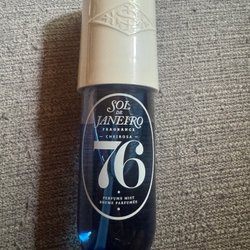 SOL
DE
JANEIRO
FRAGRANCE
CHEIROSA
76
PERFUME MIST
BRUME PARFUMÉE